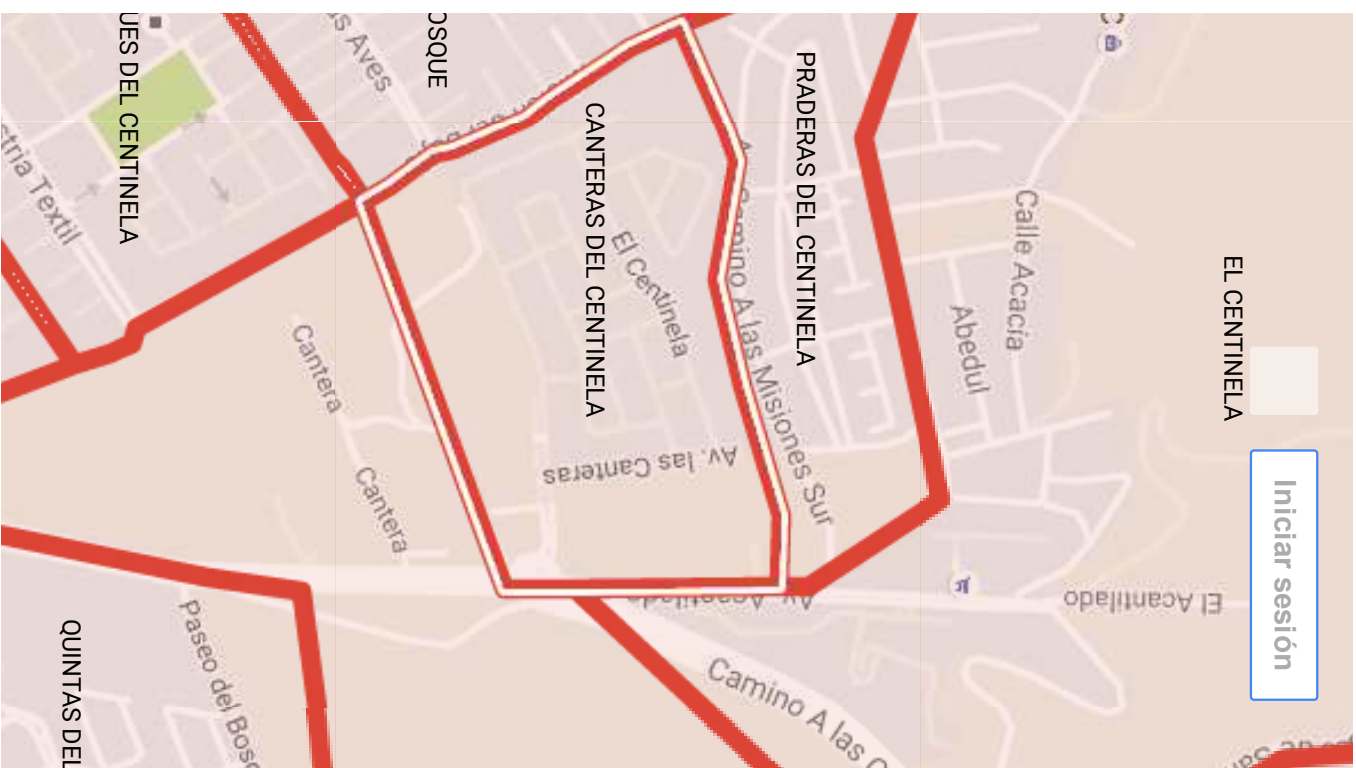 EL CENTINELA
Iniciar sesión
Calle Acacia
Abedul
El Acantilado
PRADERAS DEL CENTINELA
Camino A las Misiones Sur
Av. Acantilado
Camino A las
CANTERAS DEL CENTINELA
El Centinela
Av. las Canteras
OSQUE
Aves
Cantera
Cantera
Paseo del Bosc
UES DEL CENTINELA
stria Textil
QUINTAS DEL